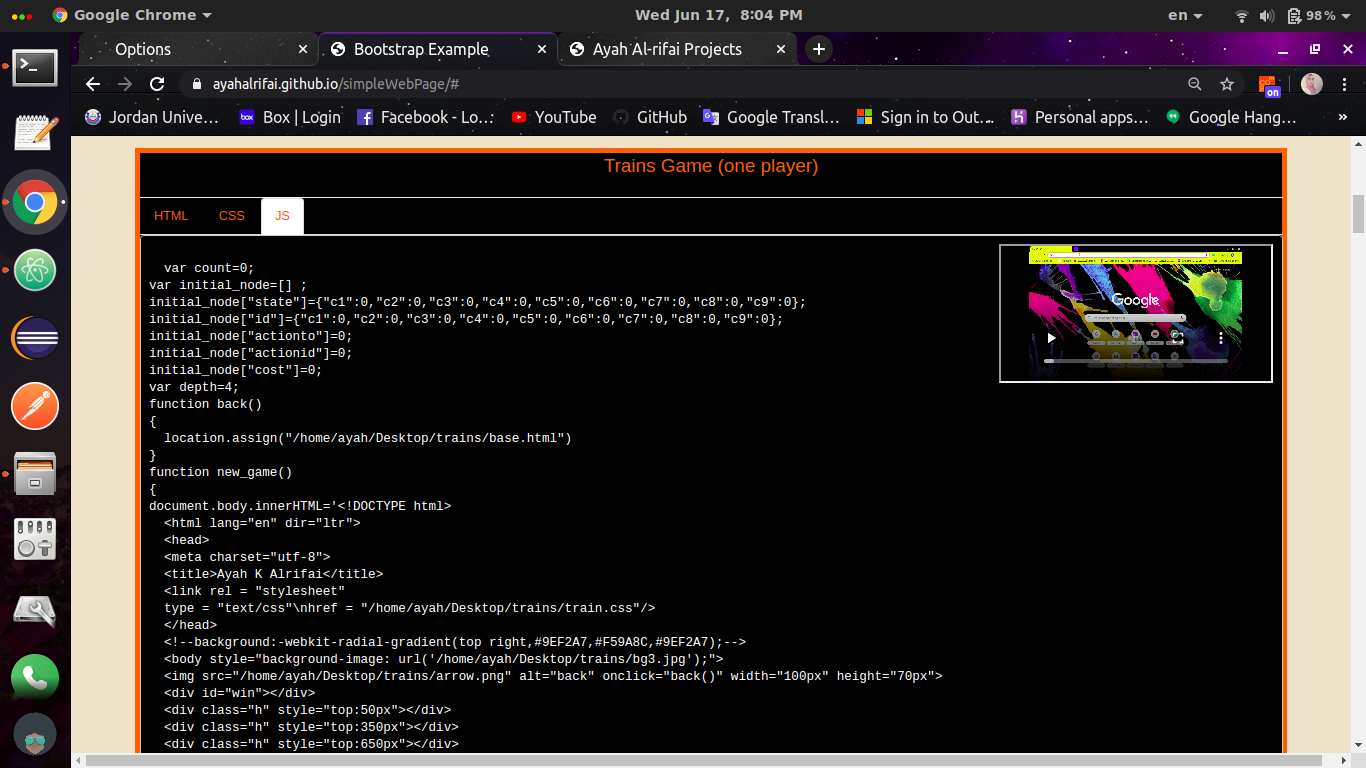 Google Chrome
Wed Jun 17, 8:04 PM
en
98%
Options
Bootstrap Example
Ayah Al-rifai Projects
ayahalrifai.github.io/simpleWebPage/#
on
Jordan Unive…
box
Box | Login
Facebook - Lo…
YouTube
GitHub
Google Transl…
Sign in to Out…
Personal apps…
Google Hang…
»
Trains Game (one player)
HTML
CSS
JS
var count=0;
var initial_node=[] ;
initial_node["state"]={"c1":0,"c2":0,"c3":0,"c4":0,"c5":0,"c6":0,"c7":0,"c8":0,"c9":0};
initial_node["id"]={"c1":0,"c2":0,"c3":0,"c4":0,"c5":0,"c6":0,"c7":0,"c8":0,"c9":0};
initial_node["actionto"]=0;
initial_node["actionid"]=0;
initial_node["cost"]=0;
var depth=4;
function back()
{
location.assign("/home/ayah/Desktop/trains/base.html")
}
function new_game()
{
document.body.innerHTML='<!DOCTYPE html>
<html lang="en" dir="ltr">
<head>
<meta charset="utf-8">
<title>Ayah K Alrifai</title>
<link rel = "stylesheet"
type = "text/css"\nhref = "/home/ayah/Desktop/trains/train.css"/>
</head>
<!--background:-webkit-radial-gradient(top right,#9EF2A7,#F59A8C,#9EF2A7);-->
<body style="background-image: url('/home/ayah/Desktop/trains/bg3.jpg');">
<img src="/home/ayah/Desktop/trains/arrow.png" alt="back" onclick="back()" width="100px" height="70px">
<div id="win"></div>
<div class="h" style="top:50px"></div>
<div class="h" style="top:350px"></div>
<div class="h" style="top:650px"></div>
Google